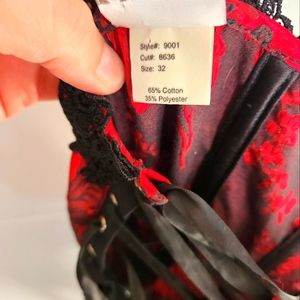 Style#: 9001
Cut#: 8636
Size: 32
65% Cotton
35% Polyester